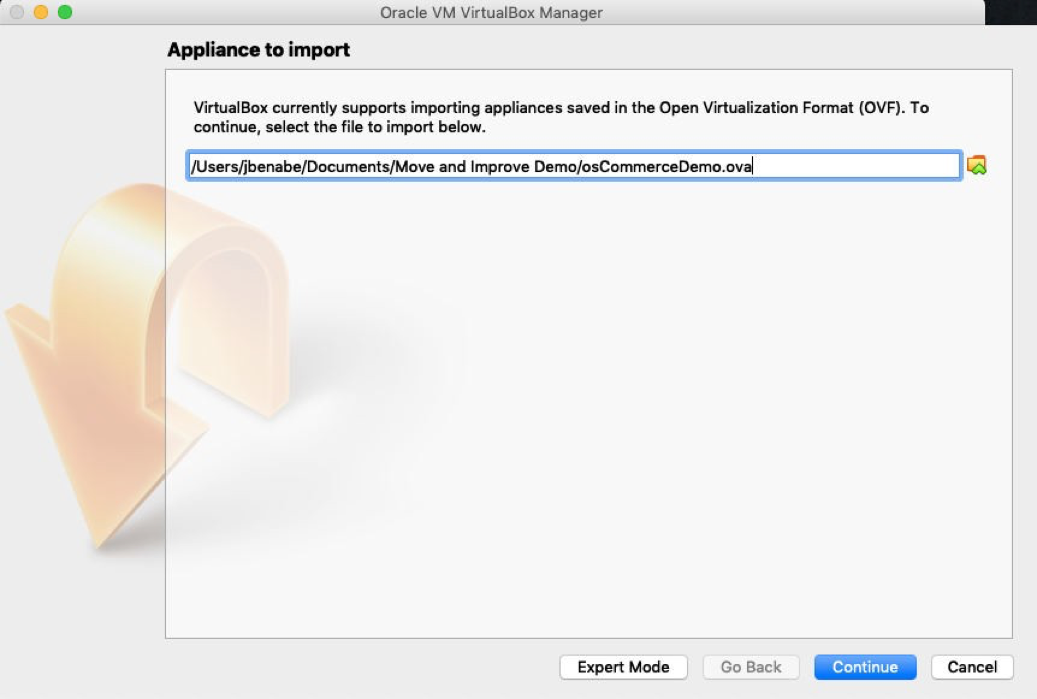 Oracle VM VirtualBox Manager
Appliance to import
VirtualBox currently supports importing appliances saved in the Open Virtualization Format (OVF). To
continue, select the file to import below.
/Users/jbenabe/Documents/Move and Improve Demo/osCommerceDemo.ova
Expert Mode
Go Back
Continue
Cancel